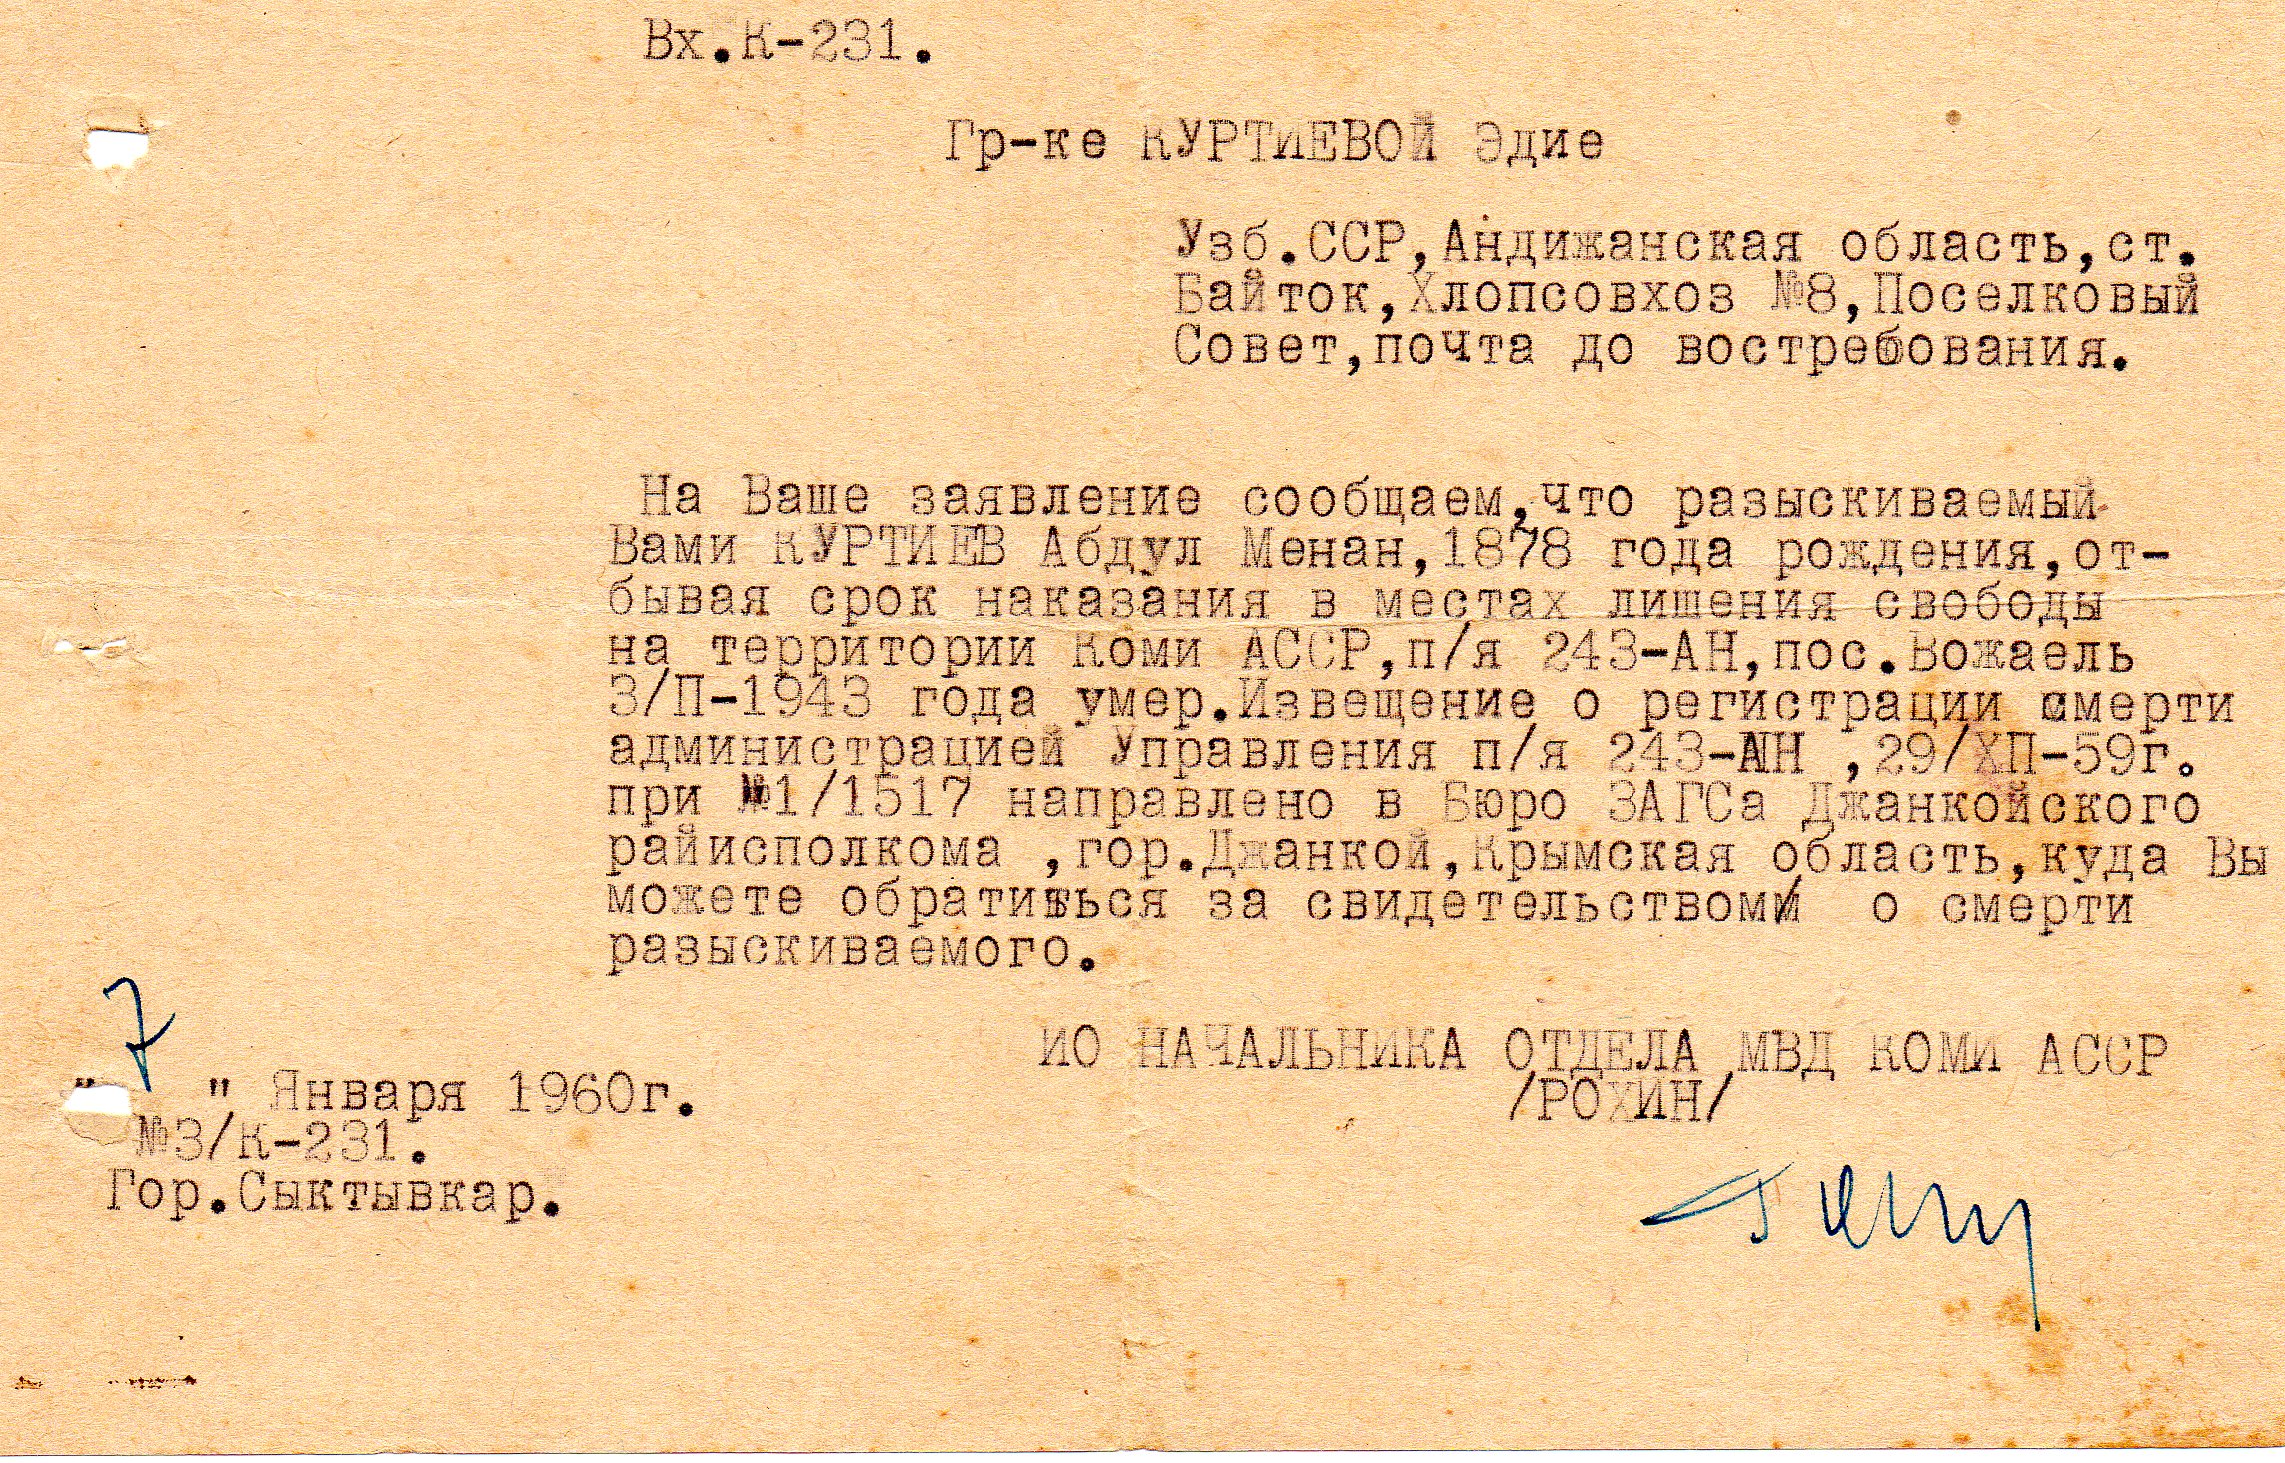 Вх.К-231.
Гр-ке КУРТИЕВОЙ Эдие
Узб.ССР,Андижанская область,ст.
Байток,Хлопсовхоз №8,Поселковый
Совет,почта до востребования.
На Ваше заявление сообщаем,что разыскиваемый
Вами КУРТИЕВ Абдул Менан,1878 года рождения,от-
бывая срок наказания в местах лишения свободы
на территории Коми АССР,п/я 243-АН,пос.Вожаель
3/П-1943 года умер.Извещение о регистрации смерти
администрацией Управления п/я 243-АН ,29/ХП-59г.
при №1/1517 направлено в Бюро ЗАГСа Джанкойского
райисполкома ,гор.Джанкой,Крымская область,куда Вы
можете обратиться за свидетельством о смерти
разыскиваемого.
ИО НАЧАЛЬНИКА ОТДЕЛА МВД КОМИ АССР
/РОХИН/
"7" Января 1960г.
№3/К-231.
Гор.Сыктывкар.